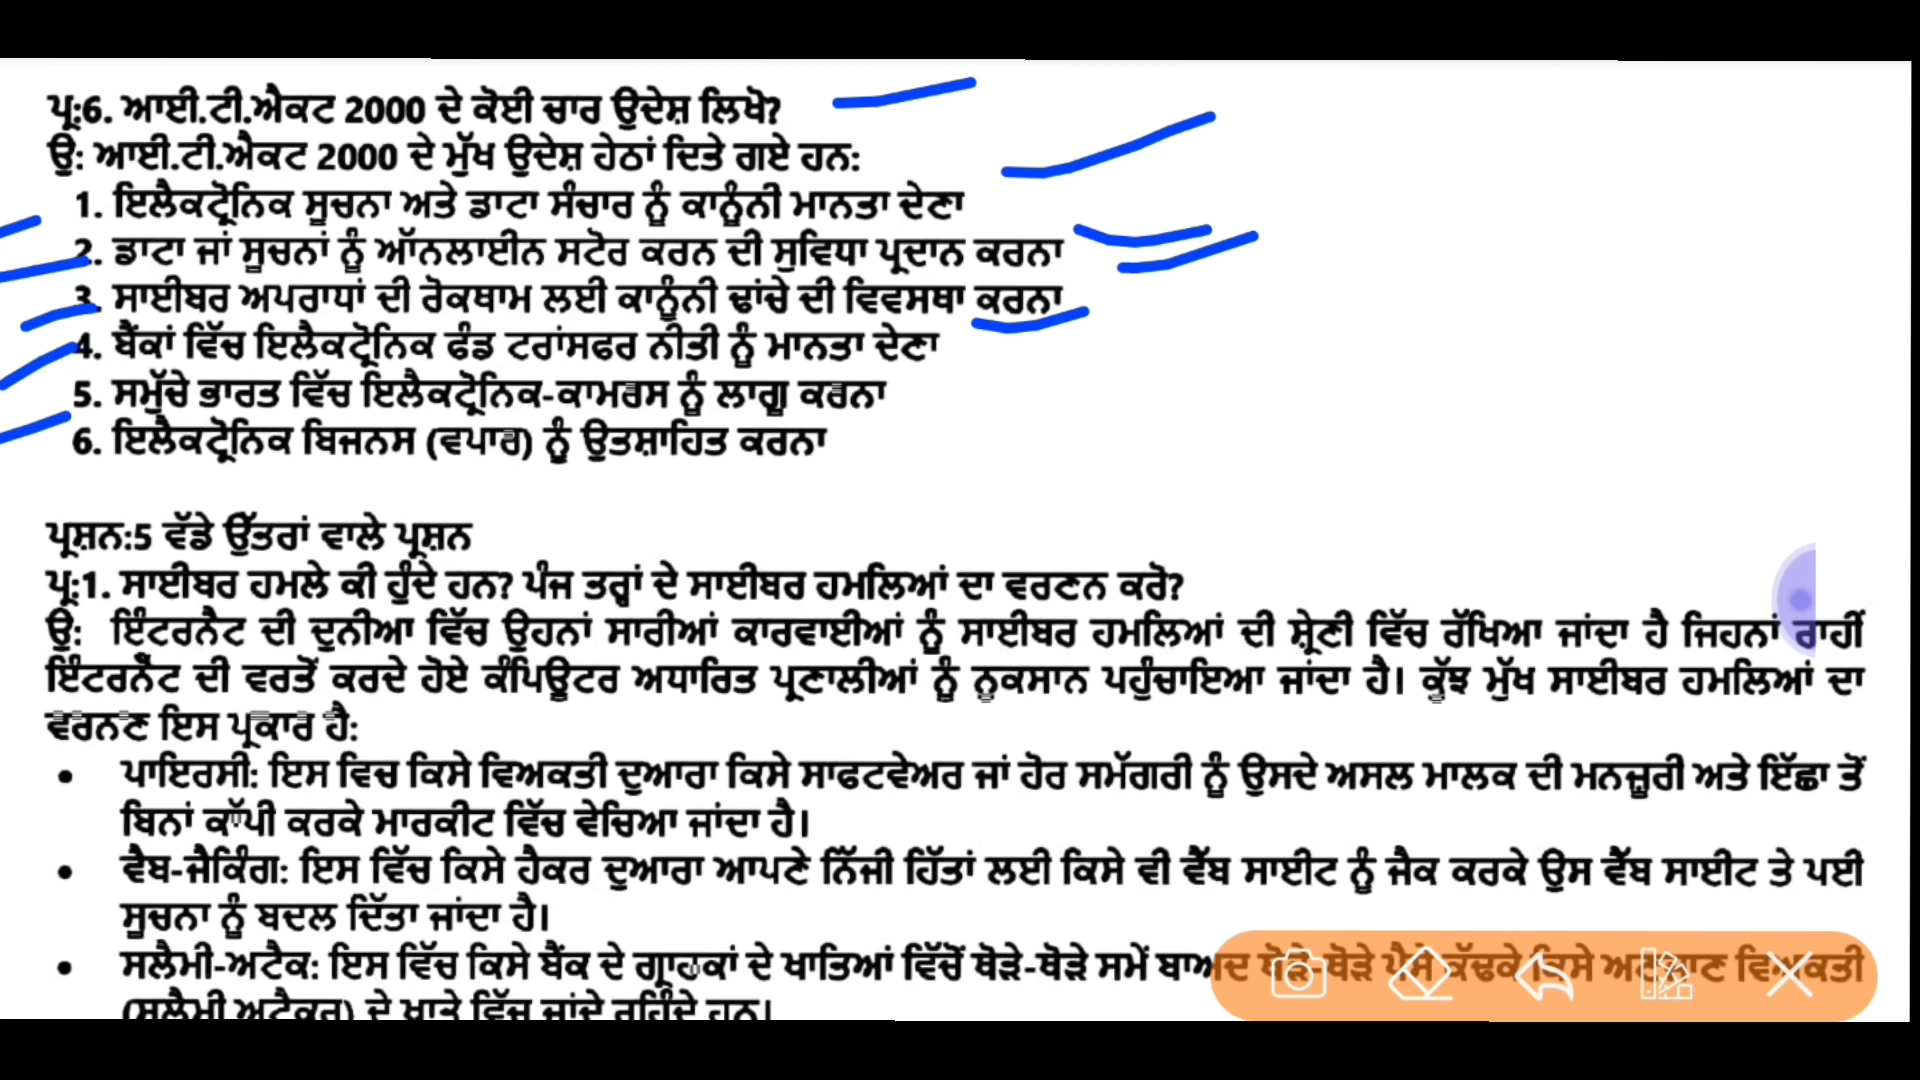 ਪ੍ਰ:6. ਆਈ.ਟੀ.ਐਕਟ 2000 ਦੇ ਕੋਈ ਚਾਰ ਉਦੇਸ਼ ਲਿਖੋ?
ਉ: ਆਈ.ਟੀ.ਐਕਟ 2000 ਦੇ ਮੁੱਖ ਉਦੇਸ਼ ਹੇਠਾਂ ਦਿਤੇ ਗਏ ਹਨ:
1. ਇਲੈਕਟ੍ਰੋਨਿਕ ਸੂਚਨਾ ਅਤੇ ਡਾਟਾ ਸੰਚਾਰ ਨੂੰ ਕਾਨੂੰਨੀ ਮਾਨਤਾ ਦੇਣਾ
2. ਡਾਟਾ ਜਾਂ ਸੂਚਨਾਂ ਨੂੰ ਆੱਨਲਾਈਨ ਸਟੋਰ ਕਰਨ ਦੀ ਸੁਵਿਧਾ ਪ੍ਰਦਾਨ ਕਰਨਾ
3. ਸਾਈਬਰ ਅਪਰਾਧਾਂ ਦੀ ਰੋਕਥਾਮ ਲਈ ਕਾਨੂੰਨੀ ਢਾਂਚੇ ਦੀ ਵਿਵਸਥਾ ਕਰਨਾ
4. ਬੈਂਕਾਂ ਵਿੱਚ ਇਲੈਕਟ੍ਰੋਨਿਕ ਫੰਡ ਟਰਾਂਸਫਰ ਨੀਤੀ ਨੂੰ ਮਾਨਤਾ ਦੇਣਾ
5. ਸਮੁੱਚੇ ਭਾਰਤ ਵਿੱਚ ਇਲੈਕਟ੍ਰੋਨਿਕ-ਕਾਮਰਸ ਨੂੰ ਲਾਗੂ ਕਰਨਾ
6. ਇਲੈਕਟ੍ਰੋਨਿਕ ਬਿਜਨਸ (ਵਪਾਰ) ਨੂੰ ਉਤਸ਼ਾਹਿਤ ਕਰਨਾ
ਪ੍ਰਸ਼ਨ:5 ਵੱਡੇ ਉੱਤਰਾਂ ਵਾਲੇ ਪ੍ਰਸ਼ਨ
ਪ੍ਰ:1. ਸਾਈਬਰ ਹਮਲੇ ਕੀ ਹੁੰਦੇ ਹਨ? ਪੰਜ ਤਰ੍ਹਾਂ ਦੇ ਸਾਈਬਰ ਹਮਲਿਆਂ ਦਾ ਵਰਣਨ ਕਰੋ?
ਉ: ਇੰਟਰਨੈਟ ਦੀ ਦੁਨੀਆ ਵਿੱਚ ਉਹਨਾਂ ਸਾਰੀਆਂ ਕਾਰਵਾਈਆਂ ਨੂੰ ਸਾਈਬਰ ਹਮਲਿਆਂ ਦੀ ਸ਼੍ਰੇਣੀ ਵਿੱਚ ਰੱਖਿਆ ਜਾਂਦਾ ਹੈ ਜਿਹਨਾਂ ਰਾਹੀਂ
ਇੰਟਰਨੈੱਟ ਦੀ ਵਰਤੋਂ ਕਰਦੇ ਹੋਏ ਕੰਪਿਊਟਰ ਅਧਾਰਿਤ ਪ੍ਰਣਾਲੀਆਂ ਨੂੰ ਨੁਕਸਾਨ ਪਹੁੰਚਾਇਆ ਜਾਂਦਾ ਹੈ। ਕੁੱਝ ਮੁੱਖ ਸਾਈਬਰ ਹਮਲਿਆਂ ਦਾ
ਵਰਨਣ ਇਸ ਪ੍ਰਕਾਰ ਹੈ:
• ਪਾਇਰਸੀ: ਇਸ ਵਿਚ ਕਿਸੇ ਵਿਅਕਤੀ ਦੁਆਰਾ ਕਿਸੇ ਸਾਫਟਵੇਅਰ ਜਾਂ ਹੋਰ ਸਮੱਗਰੀ ਨੂੰ ਉਸਦੇ ਅਸਲ ਮਾਲਕ ਦੀ ਮਨਜ਼ੂਰੀ ਅਤੇ ਇੱਛਾ ਤੋਂ
ਬਿਨਾਂ ਕਾੱਪੀ ਕਰਕੇ ਮਾਰਕੀਟ ਵਿੱਚ ਵੇਚਿਆ ਜਾਂਦਾ ਹੈ।
• ਵੈਬ-ਜੈਕਿੰਗ: ਇਸ ਵਿੱਚ ਕਿਸੇ ਹੈਕਰ ਦੁਆਰਾ ਆਪਣੇ ਨਿੱਜੀ ਹਿੱਤਾਂ ਲਈ ਕਿਸੇ ਵੀ ਵੈੱਬ ਸਾਈਟ ਨੂੰ ਜੈਕ ਕਰਕੇ ਉਸ ਵੈੱਬ ਸਾਈਟ ਤੇ ਪਈ
ਸੂਚਨਾ ਨੂੰ ਬਦਲ ਦਿੱਤਾ ਜਾਂਦਾ ਹੈ।
• ਸਲੈਮੀ-ਅਟੈਕ: ਇਸ ਵਿੱਚ ਕਿਸੇ ਬੈਂਕ ਦੇ ਗ੍ਰਾਹਕਾਂ ਦੇ ਖਾਤਿਆਂ ਵਿੱਚੋਂ ਥੋੜੇ-ਥੋੜੇ ਸਮੇਂ ਬਾਅਦ ਥੋੜੇ-ਥੋੜੇ ਪੈਸੇ ਕੱਢਕੇ ਕਿਸੇ ਅਣਜਾਣ ਵਿਅਕਤੀ
(ਸਲੈਮੀ ਅਟੈਕਰ) ਦੇ ਖਾਤੇ ਵਿੱਚ ਜਾਂਦੇ ਰਹਿੰਦੇ ਹਨ।